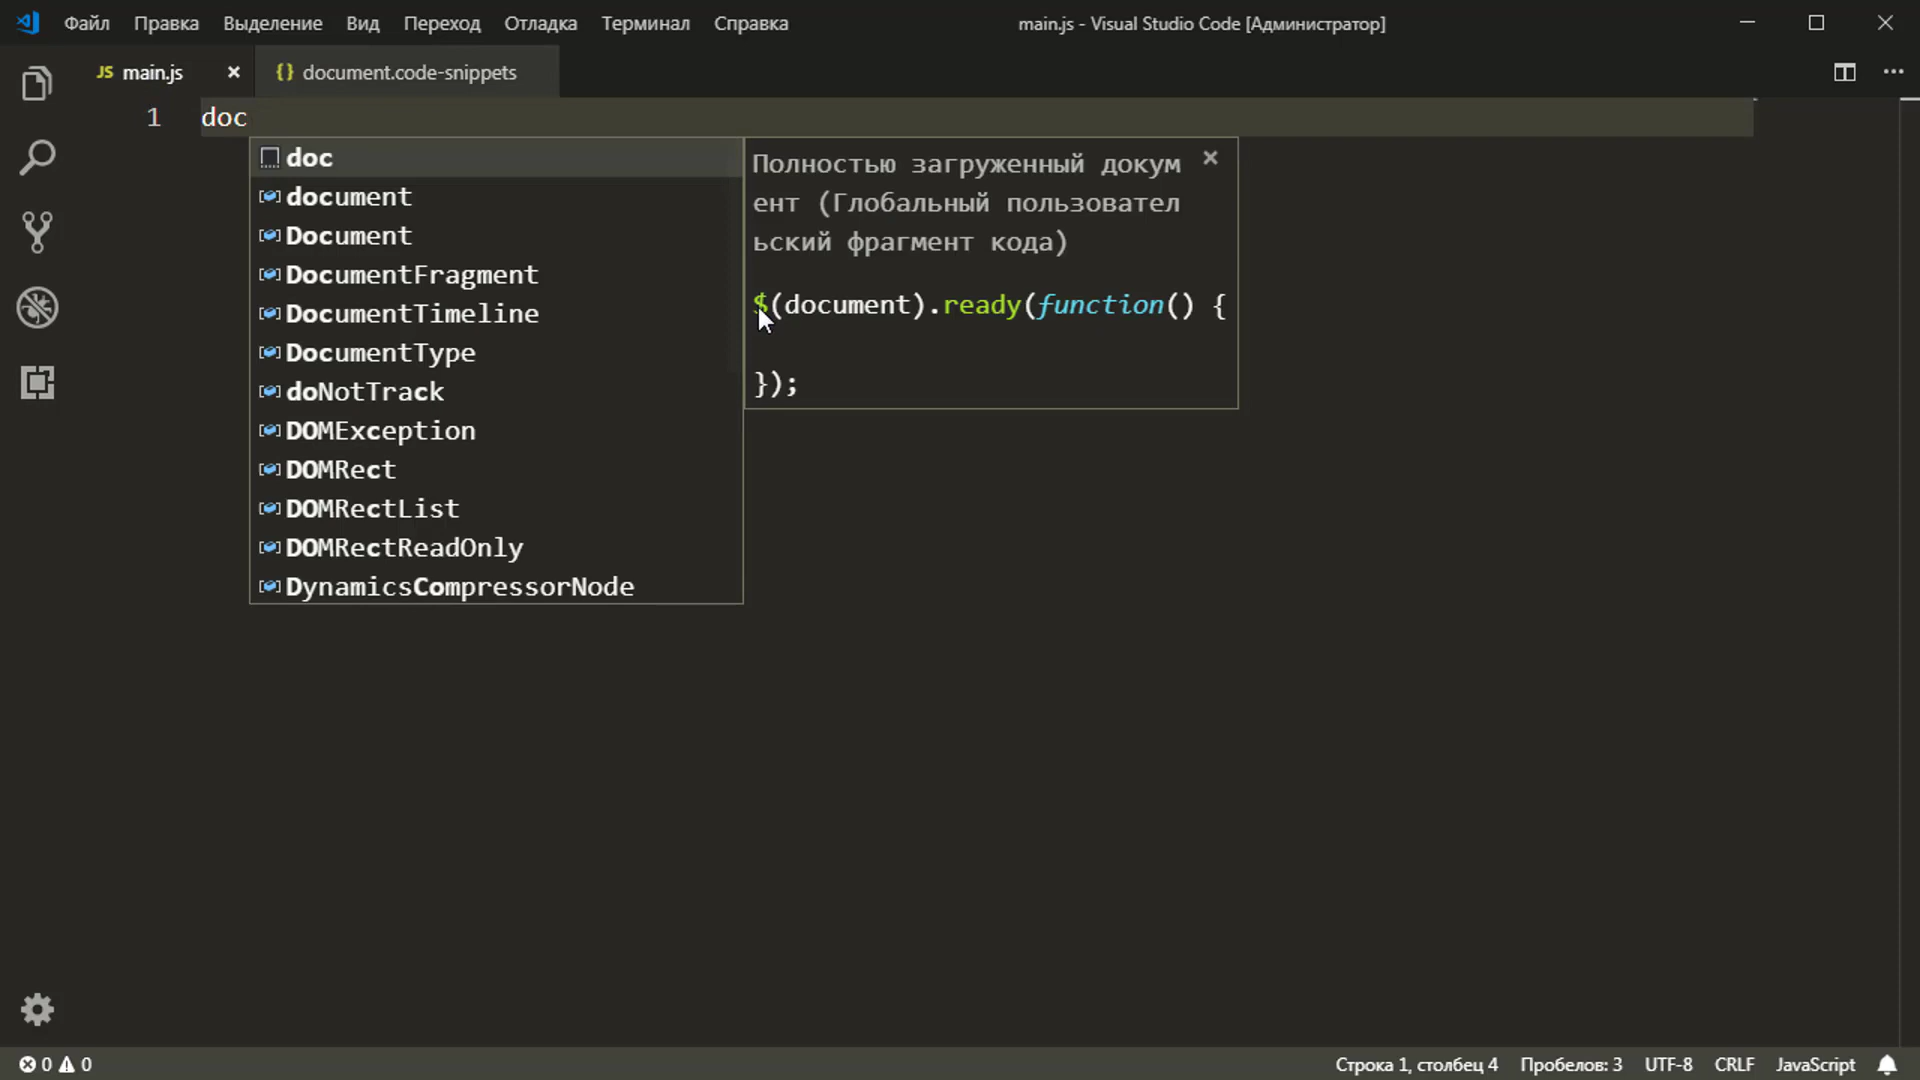 Файл Правка Выделение Вид Переход Отладка Терминал Справка main.js - Visual Studio Code [Администратор]
JS main.js × {} document.code-snippets
1 doc
doc
document
Document
DocumentFragment
DocumentTimeline
DocumentType
doNotTrack
DOMException
DOMRect
DOMRectList
DOMRectReadOnly
DynamicsCompressorNode
Полностью загруженный докум
ент (Глобальный пользовател
ьский фрагмент кода)
$(document).ready(function() {
});
0 0 Строка 1, столбец 4 Пробелов: 3 UTF-8 CRLF JavaScript